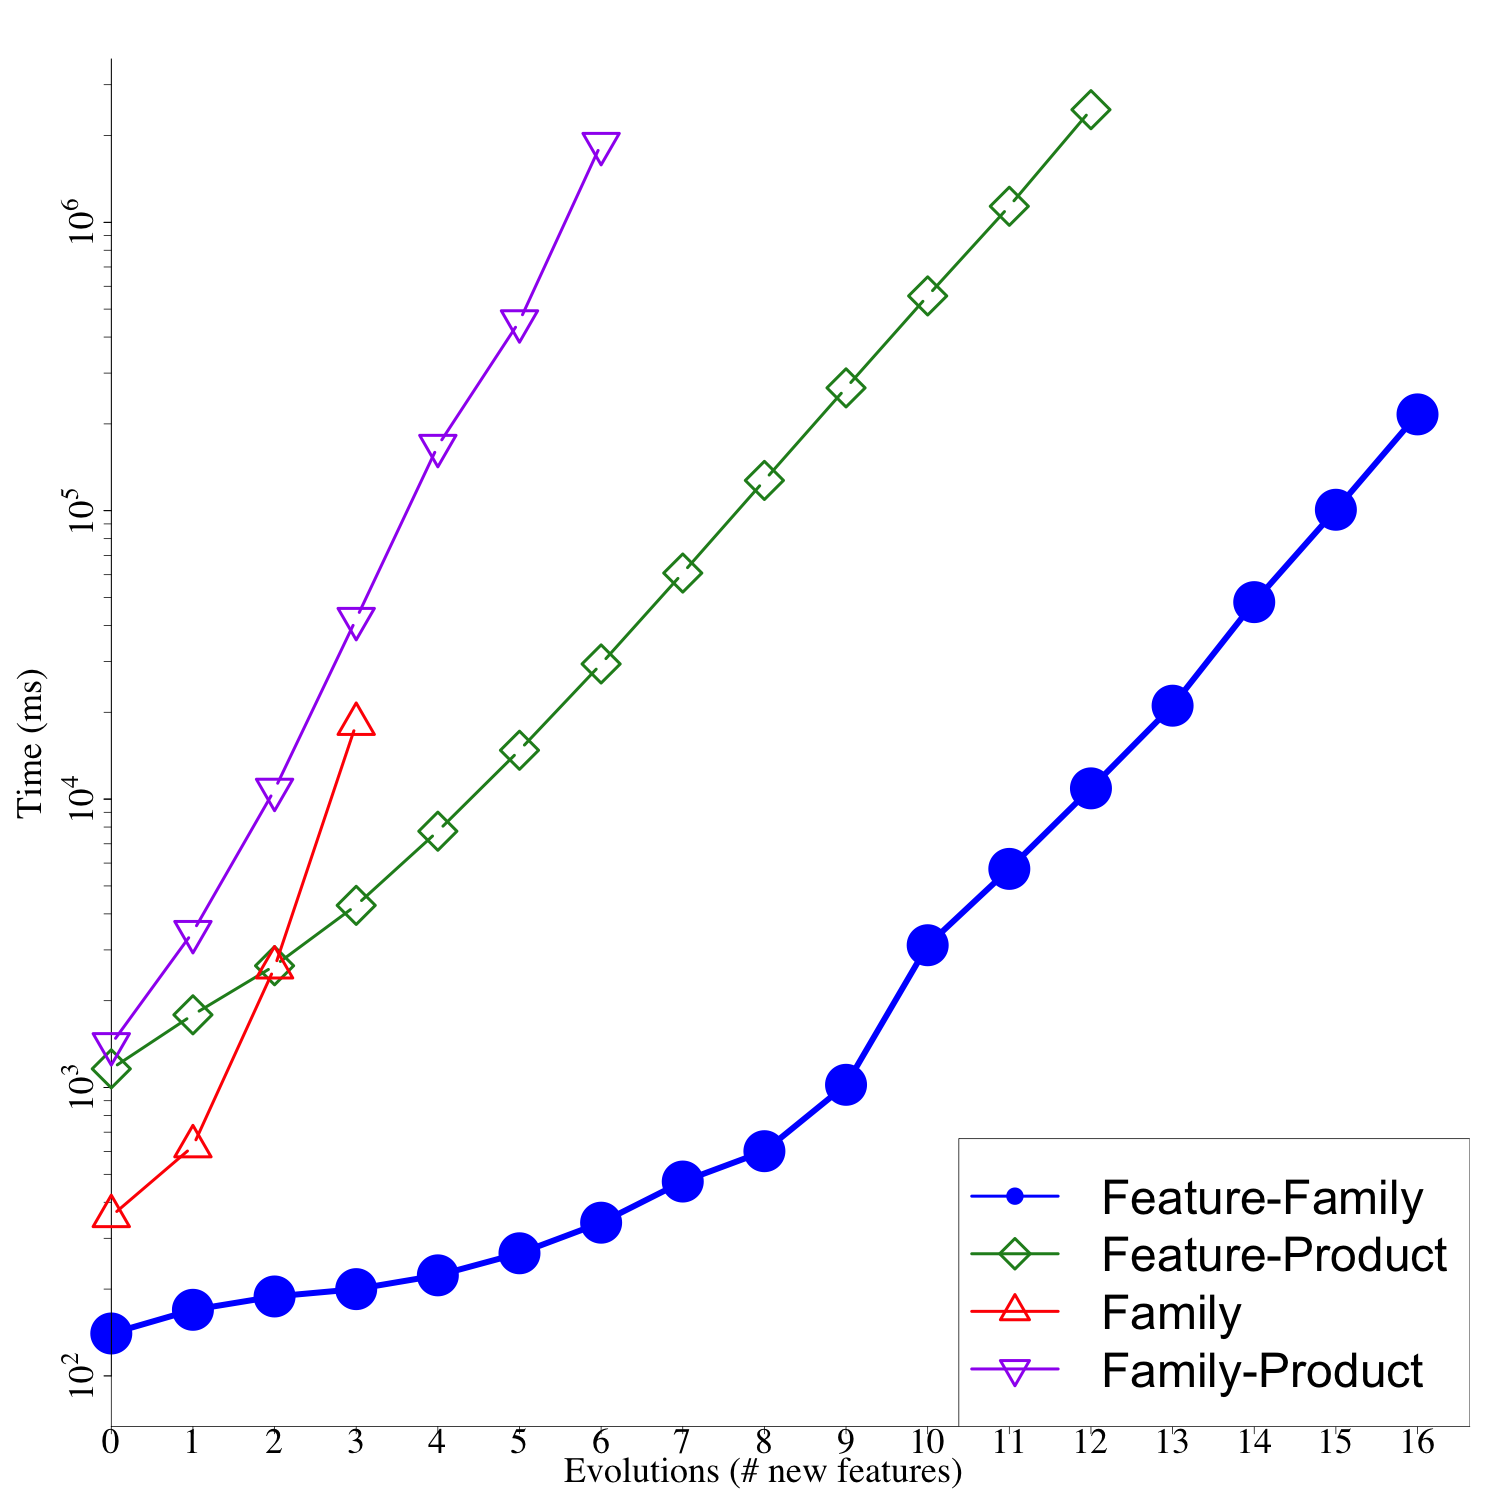 10^6
10^5
10^4
10^3
10^2
Time (ms)
0 1 2 3 4 5 6 7 8 9 10 11 12 13 14 15 16
Evolutions (# new features)
Feature-Family
Feature-Product
Family
Family-Product